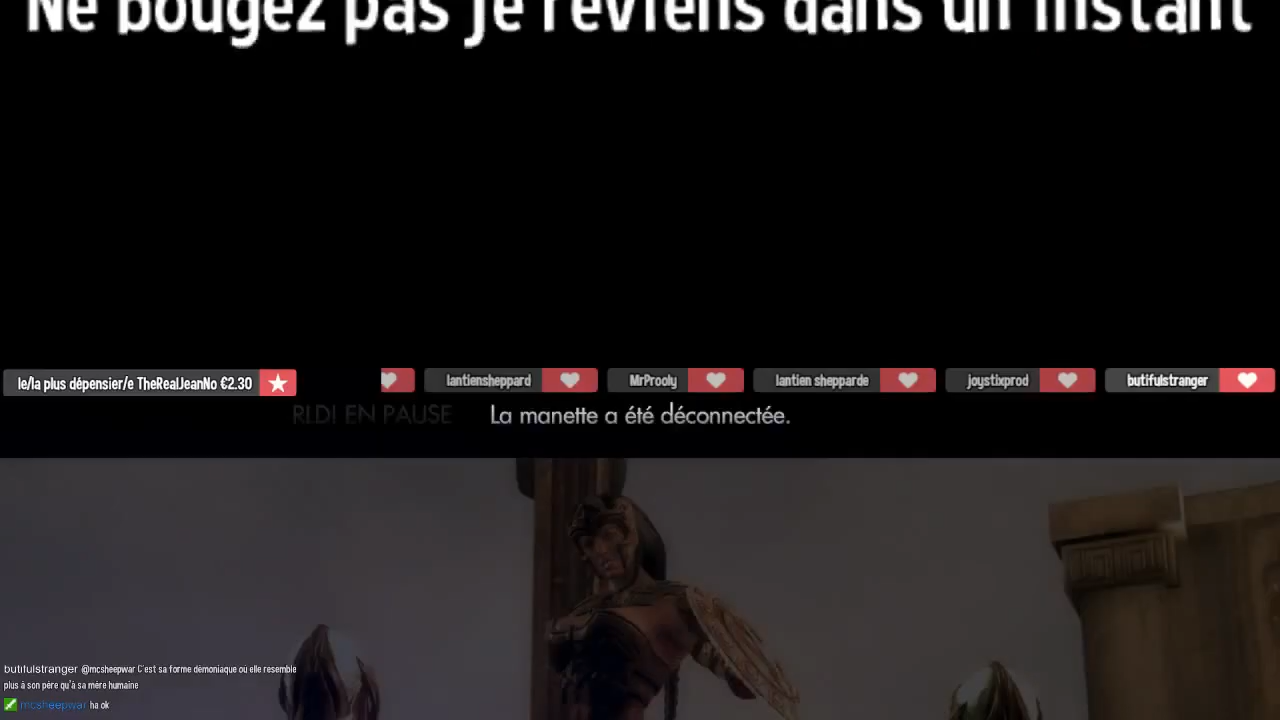 Ne bougez pas je reviens dans un instant
le/la plus dépensier/e TheRealJeanNo €2.30
lantiensheppard
MrProoly
lantien shepparde
joystixprod
butifulstranger
EN PAUSE
La manette a été déconnectée.
butifulstranger @mcsheepwar C'est sa forme démoniaque ou elle resemble
plus à son père qu'à sa mère humaine
mcsheepwar ha ok